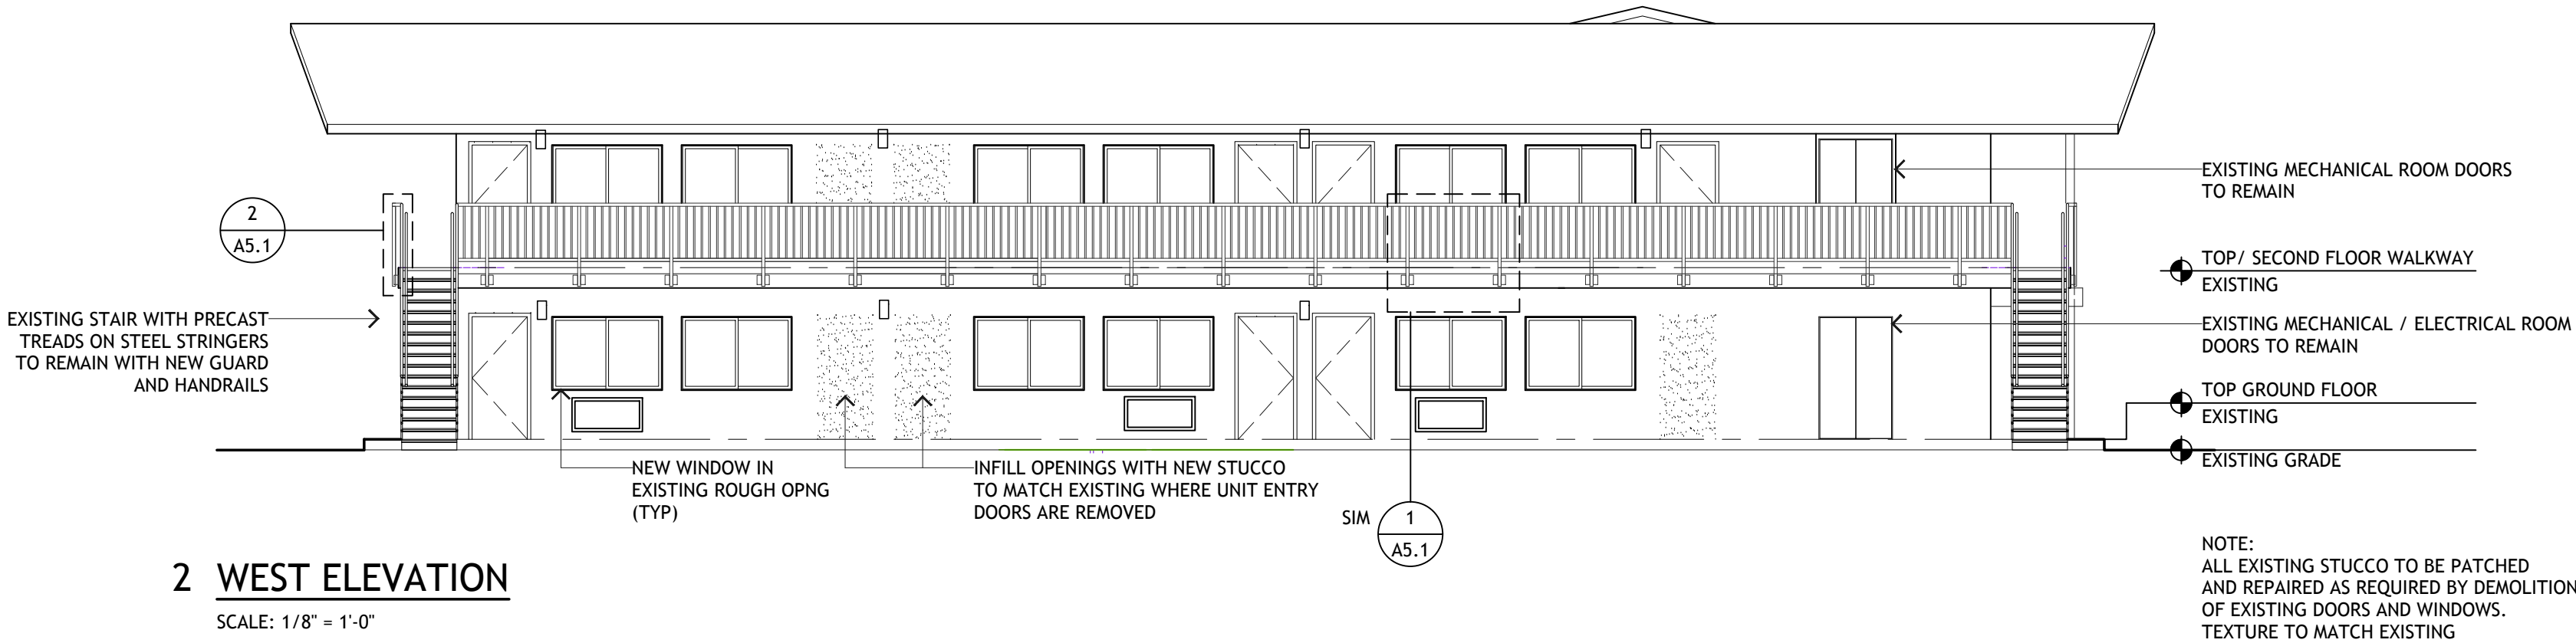 2
A5.1
EXISTING STAIR WITH PRECAST
TREADS ON STEEL STRINGERS
TO REMAIN WITH NEW GUARD
AND HANDRAILS
EXISTING MECHANICAL ROOM DOORS
TO REMAIN
TOP/ SECOND FLOOR WALKWAY
EXISTING
EXISTING MECHANICAL / ELECTRICAL ROOM
DOORS TO REMAIN
TOP GROUND FLOOR
EXISTING
EXISTING GRADE
NEW WINDOW IN
EXISTING ROUGH OPNG
(TYP)
INFILL OPENINGS WITH NEW STUCCO
TO MATCH EXISTING WHERE UNIT ENTRY
DOORS ARE REMOVED
SIM
1
A5.1
NOTE:
ALL EXISTING STUCCO TO BE PATCHED
AND REPAIRED AS REQUIRED BY DEMOLITION
OF EXISTING DOORS AND WINDOWS.
TEXTURE TO MATCH EXISTING
2 WEST ELEVATION
SCALE: 1/8" = 1'-0"